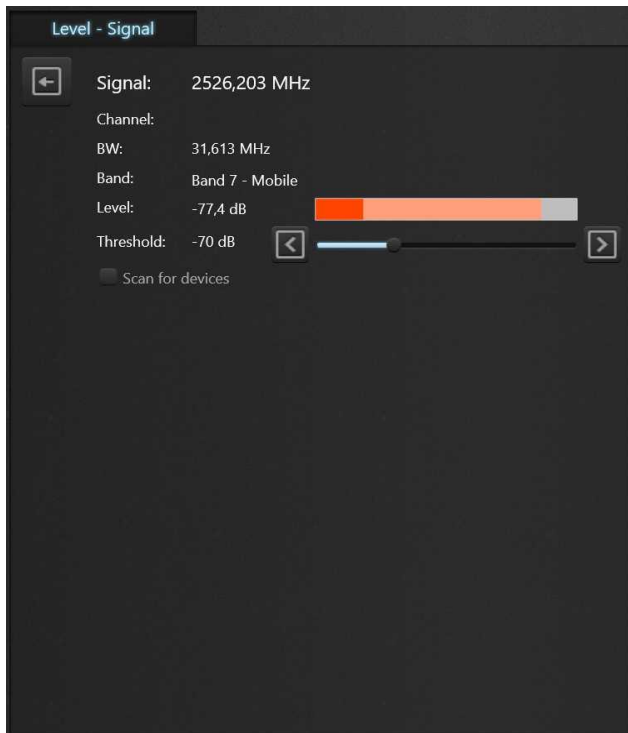 Level - Signal
Signal: 2526,203 MHz
Channel:
BW: 31,613 MHz
Band: Band 7 - Mobile
Level: -77,4 dB
Threshold: -70 dB
Scan for devices